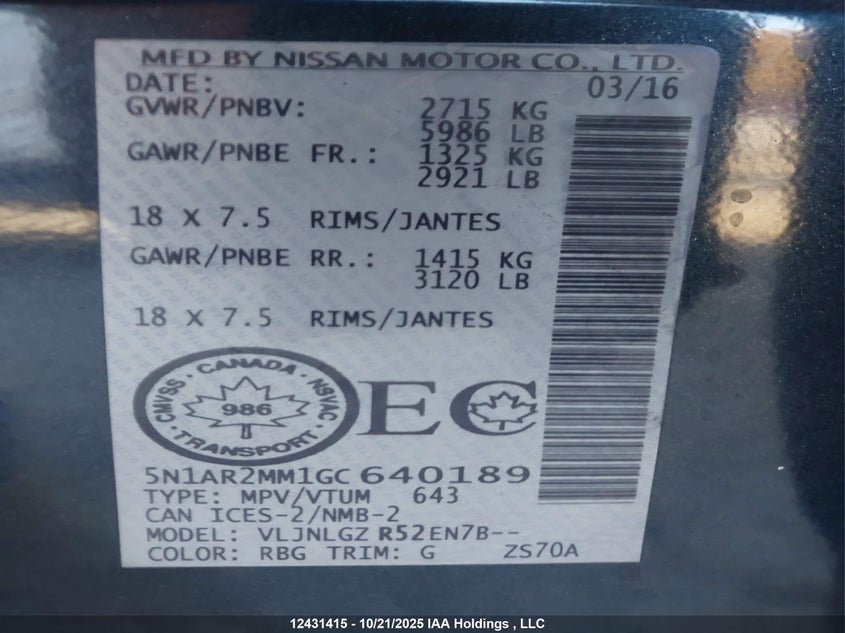 MFD BY NISSAN MOTOR CO., LTD.
DATE: 03/16
GVWR/PNBV: 2715 KG
5986 LB
GAWR/PNBE FR.: 1325 KG
2921 LB
18 X 7.5 RIMS/JANTES
GAWR/PNBE RR.: 1415 KG
3120 LB
18 X 7.5 RIMS/JANTES
CMVSS · CANADA · NSVAC · TRANSPORT ·
986
EC
5N1AR2MM1GC640189
TYPE: MPV/VTUM 643
CAN ICES-2/NMB-2
MODEL: VLJNLGZ R52EN7B--
COLOR: RBG TRIM: G ZS70A
12431415 - 10/21/2025 IAA Holdings , LLC